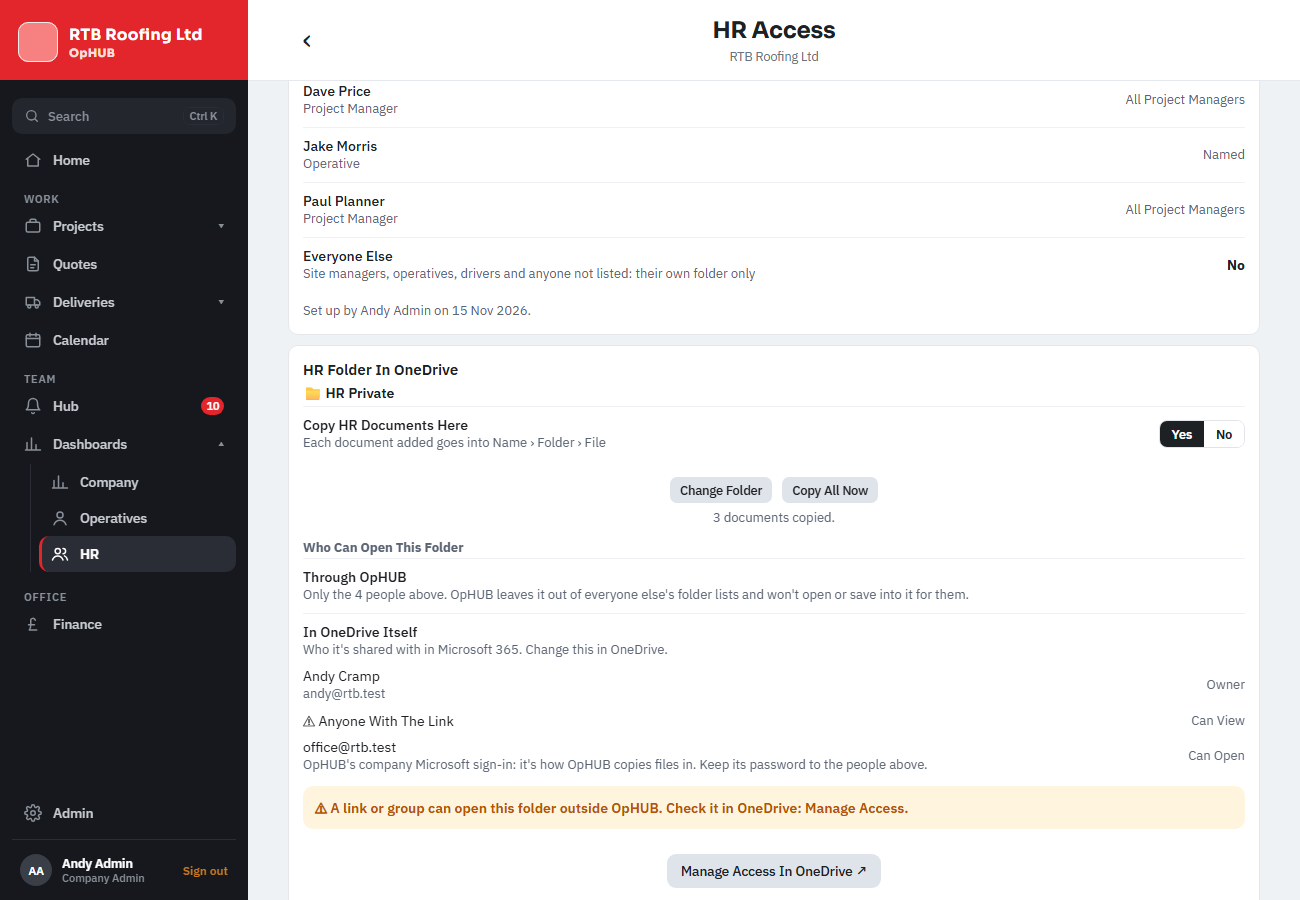 RTB Roofing Ltd
OpHUB
Search
Ctrl K
Home
WORK
Projects
Quotes
Deliveries
Calendar
TEAM
Hub
10
Dashboards
Company
Operatives
HR
OFFICE
Finance
Admin
AA
Andy Admin
Company Admin
Sign out
HR Access
RTB Roofing Ltd
Dave Price
Project Manager
All Project Managers
Jake Morris
Operative
Named
Paul Planner
Project Manager
All Project Managers
Everyone Else
Site managers, operatives, drivers and anyone not listed: their own folder only
No
Set up by Andy Admin on 15 Nov 2026.
HR Folder In OneDrive
HR Private
Copy HR Documents Here
Each document added goes into Name › Folder › File
Yes
No
Change Folder
Copy All Now
3 documents copied.
Who Can Open This Folder
Through OpHUB
Only the 4 people above. OpHUB leaves it out of everyone else's folder lists and won't open or save into it for them.
In OneDrive Itself
Who it's shared with in Microsoft 365. Change this in OneDrive.
Andy Cramp
andy@rtb.test
Owner
⚠ Anyone With The Link
Can View
office@rtb.test
OpHUB's company Microsoft sign-in: it's how OpHUB copies files in. Keep its password to the people above.
Can Open
⚠ A link or group can open this folder outside OpHUB. Check it in OneDrive: Manage Access.
Manage Access In OneDrive ↗